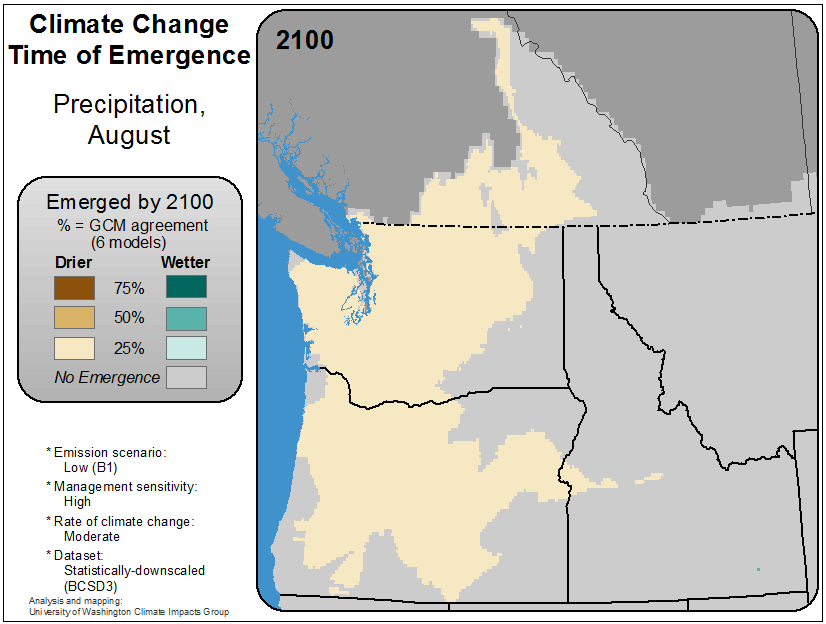 Climate Change
Time of Emergence
Precipitation,
August
Emerged by 2100
% = GCM agreement
(6 models)
Drier Wetter
75%
50%
25%
No Emergence
* Emission scenario:
Low (B1)
* Management sensitivity:
High
* Rate of climate change:
Moderate
* Dataset:
Statistically-downscaled
(BCSD3)
Analysis and mapping:
University of Washington Climate Impacts Group
2100